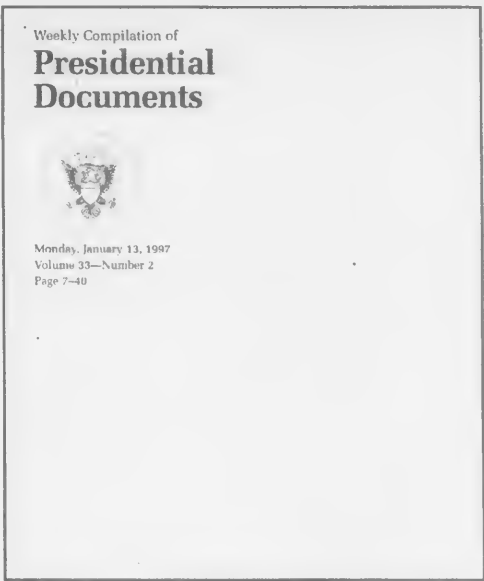 Weekly Compilation of
Presidential
Documents
Monday, January 13, 1997
Volume 33—Number 2
Page 7–40